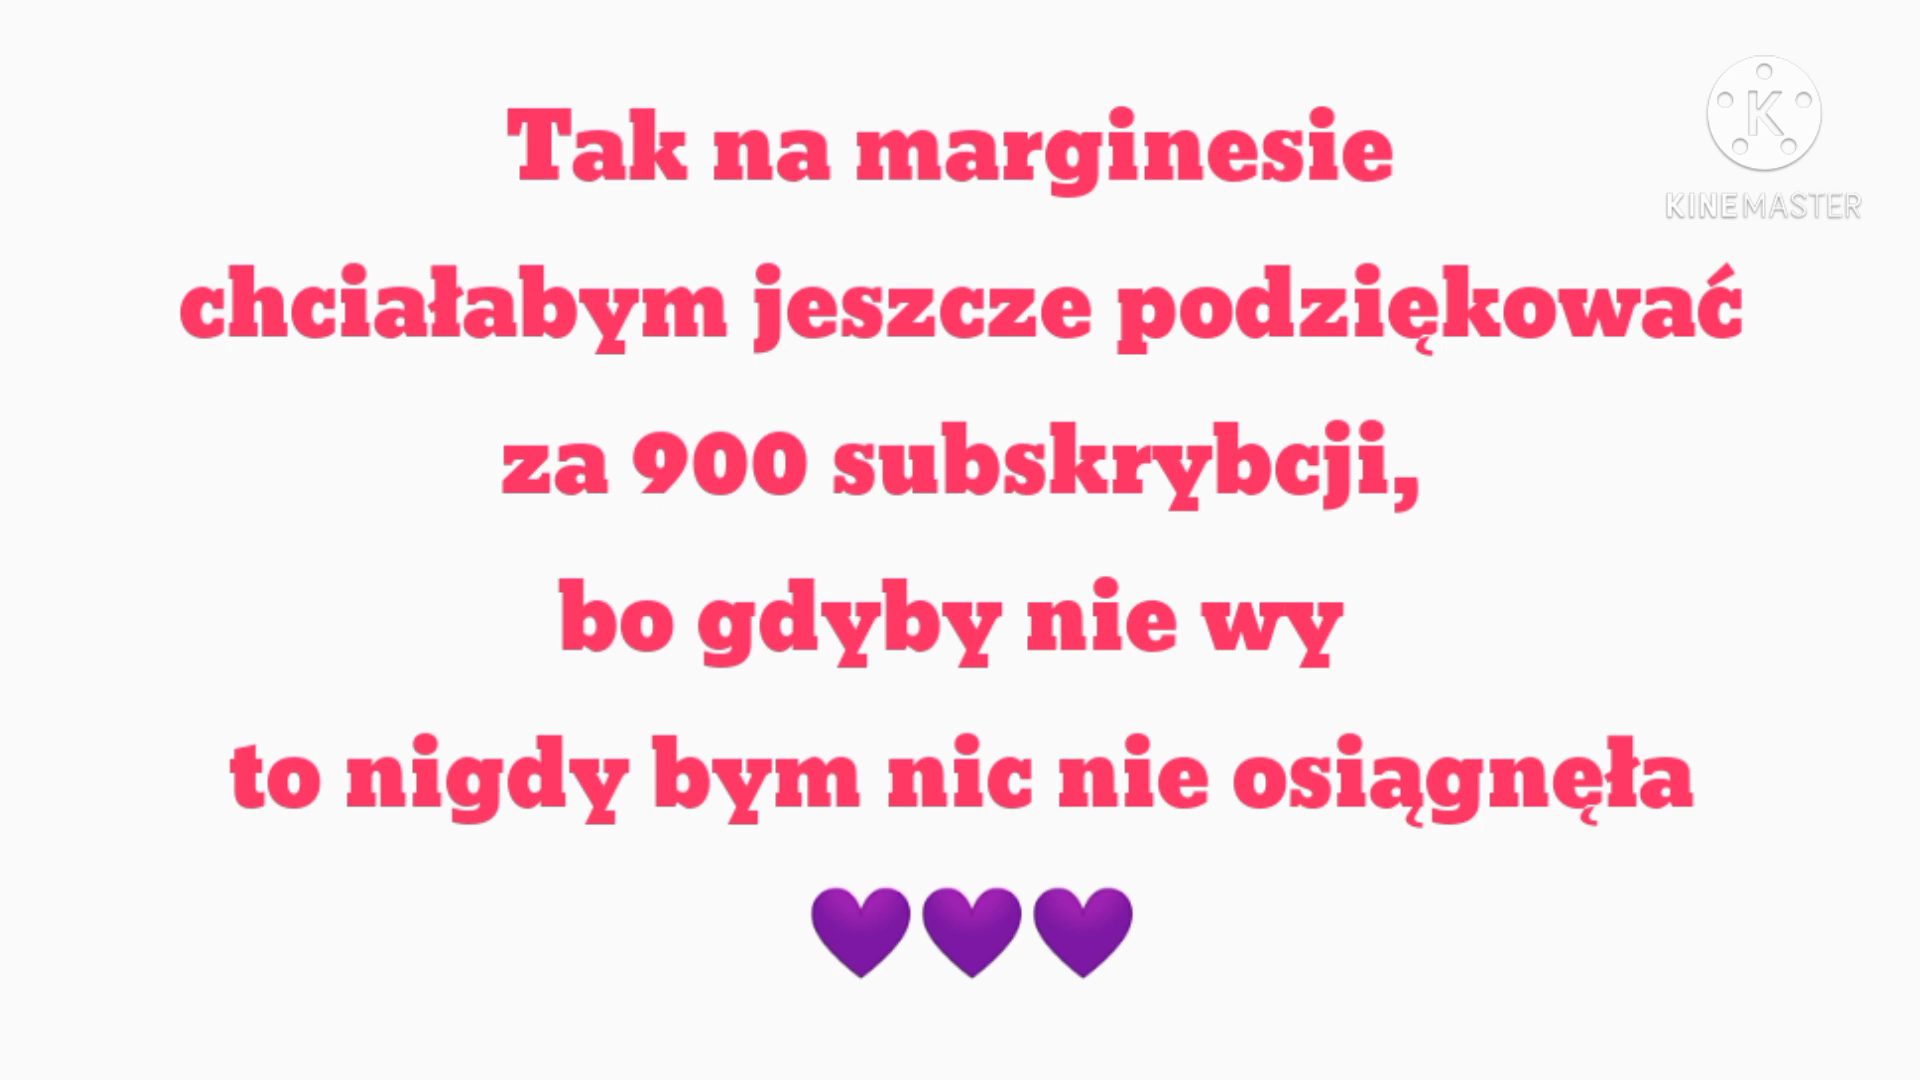 Tak na marginesie
chciałabym jeszcze podziękować
za 900 subskrybcji,
bo gdyby nie wy
to nigdy bym nic nie osiągnęła
💜💜💜
K
KINEMASTER